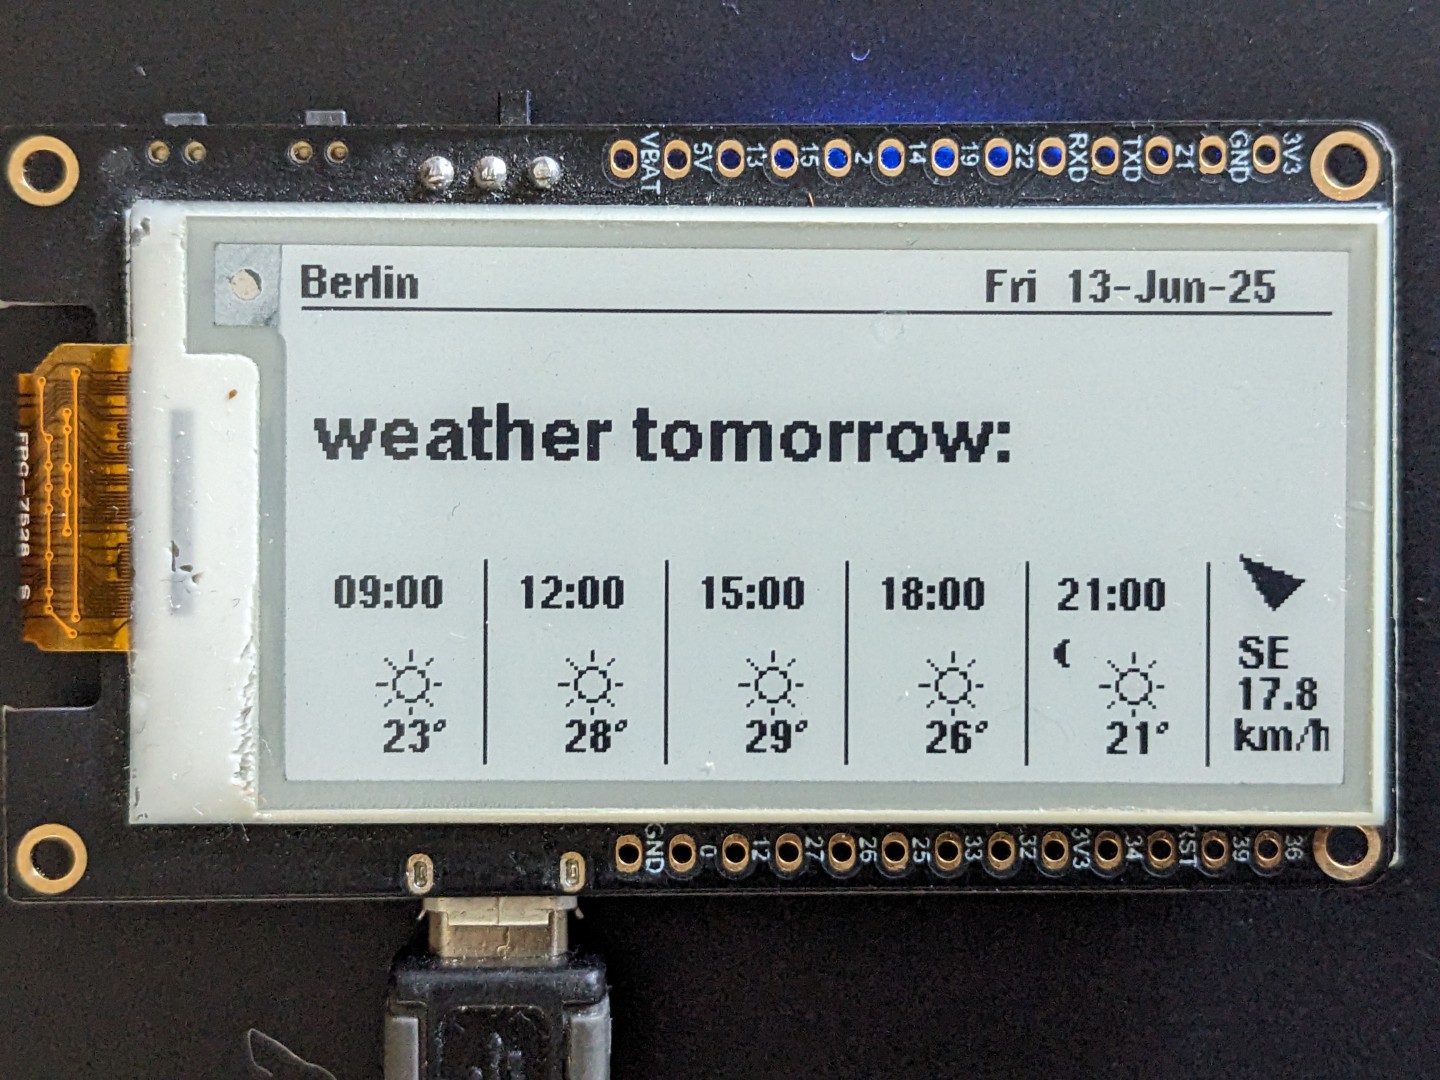 VBAT 5V 13 15 2 14 19 22 RXD TXD 21 GND 3V3
Berlin Fri 13-Jun-25
weather tomorrow:
09:00 12:00 15:00 18:00 21:00
SE
23° 28° 29° 26° 21° 17.8
km/h
FPC-7528
GND 0 12 27 26 25 33 32 3V3 34 RST 39 36